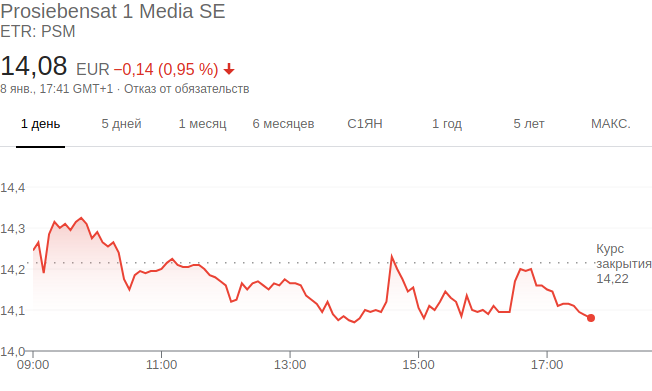 Prosiebensat 1 Media SE
ETR: PSM
14,08 EUR −0,14 (0,95 %)
8 янв., 17:41 GMT+1 · Отказ от обязательств
1 день 5 дней 1 месяц 6 месяцев С1ЯН 1 год 5 лет МАКС.
14,4
14,3
Курс
закрытия
14,22
14,2
14,1
14,0
09:00 11:00 13:00 15:00 17:00